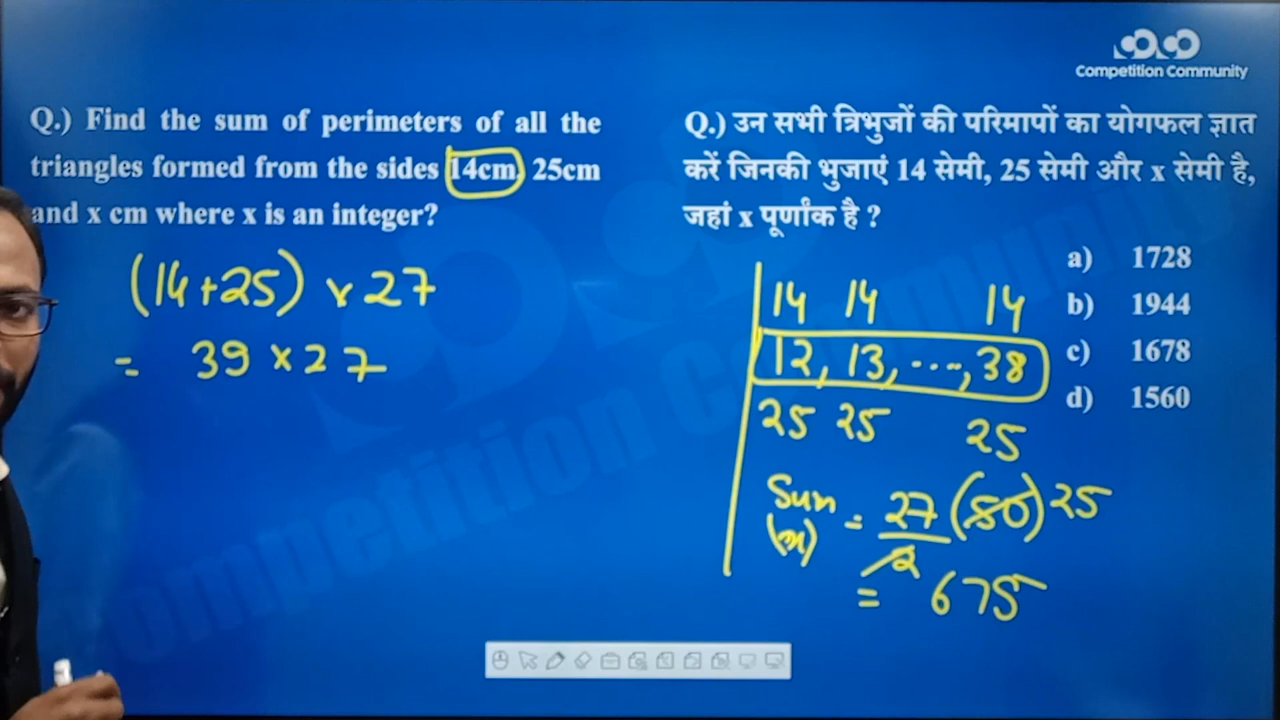 Competition Community
Q.) Find the sum of perimeters of all the
triangles formed from the sides 14cm, 25cm
and x cm where x is an integer?
(14+25) × 27
= 39 × 27
Q.) उन सभी त्रिभुजों की परिमापों का योगफल ज्ञात
करें जिनकी भुजाएं 14 सेमी, 25 सेमी और x सेमी है,
जहां x पूर्णांक है ?
a) 1728
b) 1944
c) 1678
d) 1560
14 14 14
12, 13, ...., 38
25 25 25
Sum (x) = 27/2 (50) 25
= 675
Competition Community